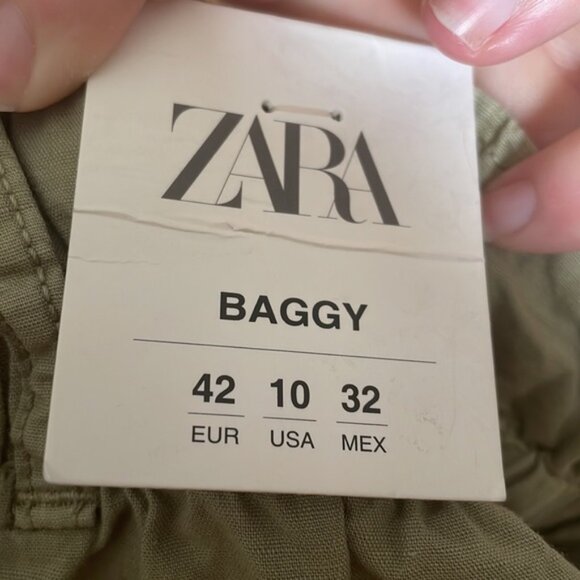 ZARA
BAGGY
42 10 32
EUR USA MEX